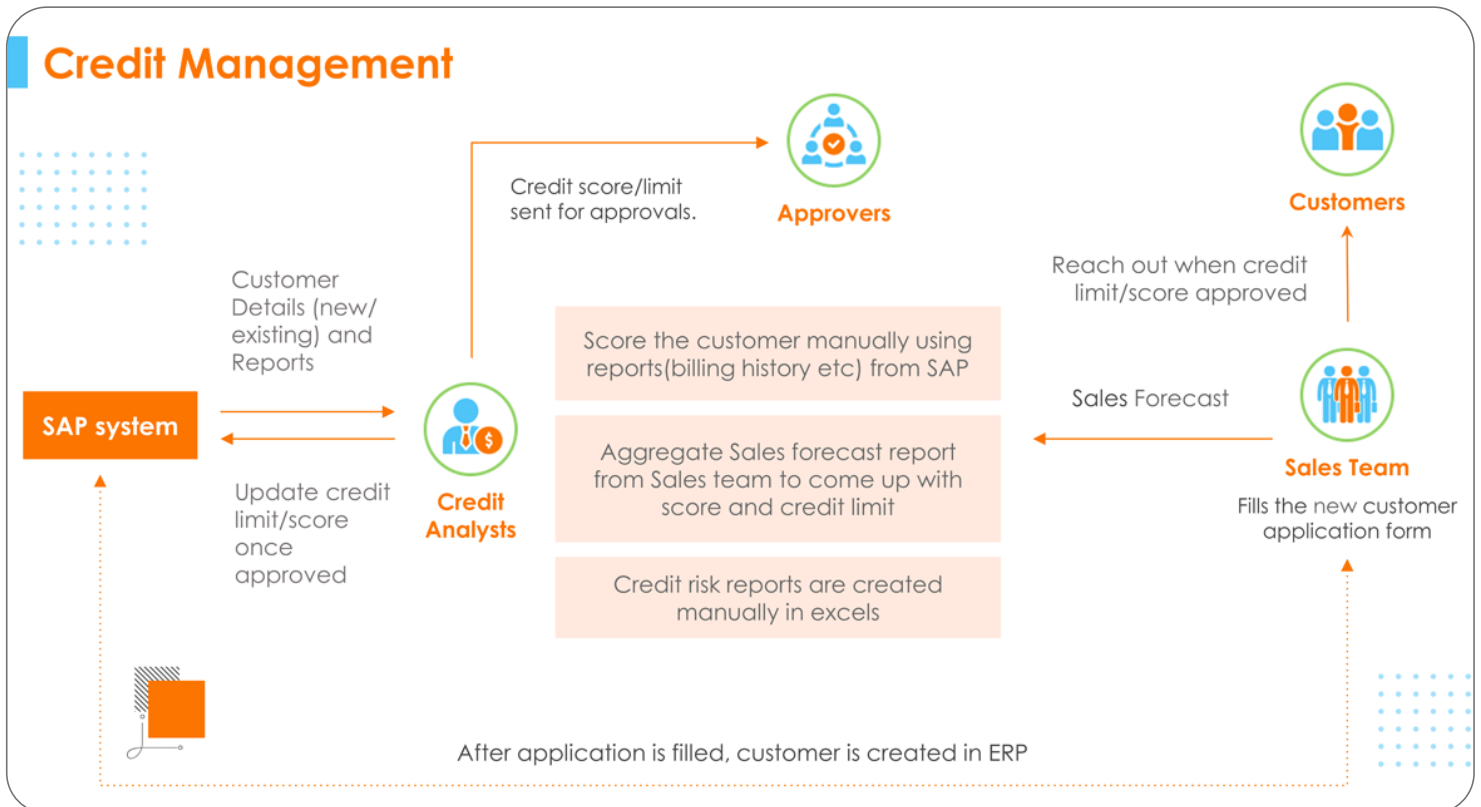 Credit Management
Credit score/limit
sent for approvals.
Approvers
Customers
Customer
Details (new/
existing) and
Reports
Reach out when credit
limit/score approved
Score the customer manually using
reports(billing history etc) from SAP
SAP system
Sales Forecast
Aggregate Sales forecast report
from Sales team to come up with
score and credit limit
Sales Team
Fills the new customer
application form
Update credit
limit/score
once
approved
Credit
Analysts
Credit risk reports are created
manually in excels
After application is filled, customer is created in ERP